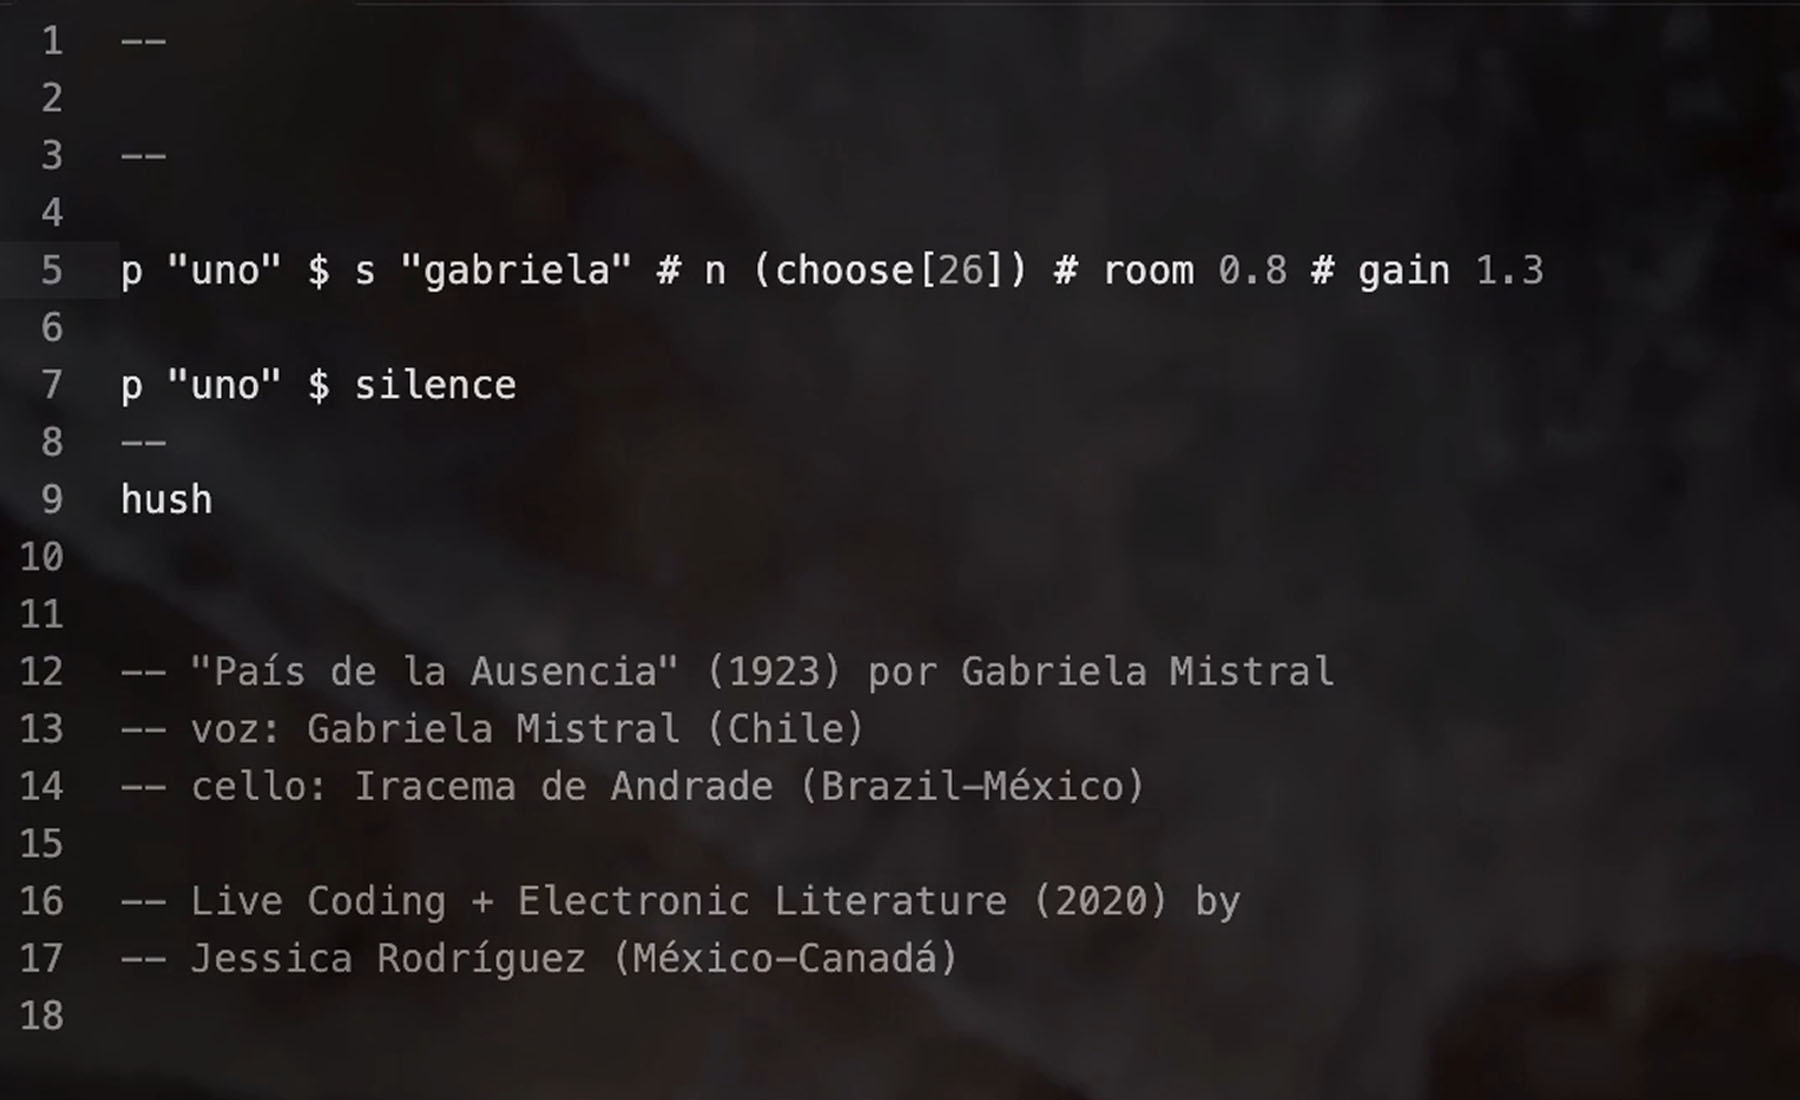 1 --
2
3 --
4
5 p "uno" $ s "gabriela" # n (choose[26]) # room 0.8 # gain 1.3
6
7 p "uno" $ silence
8 --
9 hush
10
11
12 -- "País de la Ausencia" (1923) por Gabriela Mistral
13 -- voz: Gabriela Mistral (Chile)
14 -- cello: Iracema de Andrade (Brazil-México)
15
16 -- Live Coding + Electronic Literature (2020) by
17 -- Jessica Rodríguez (México-Canadá)
18